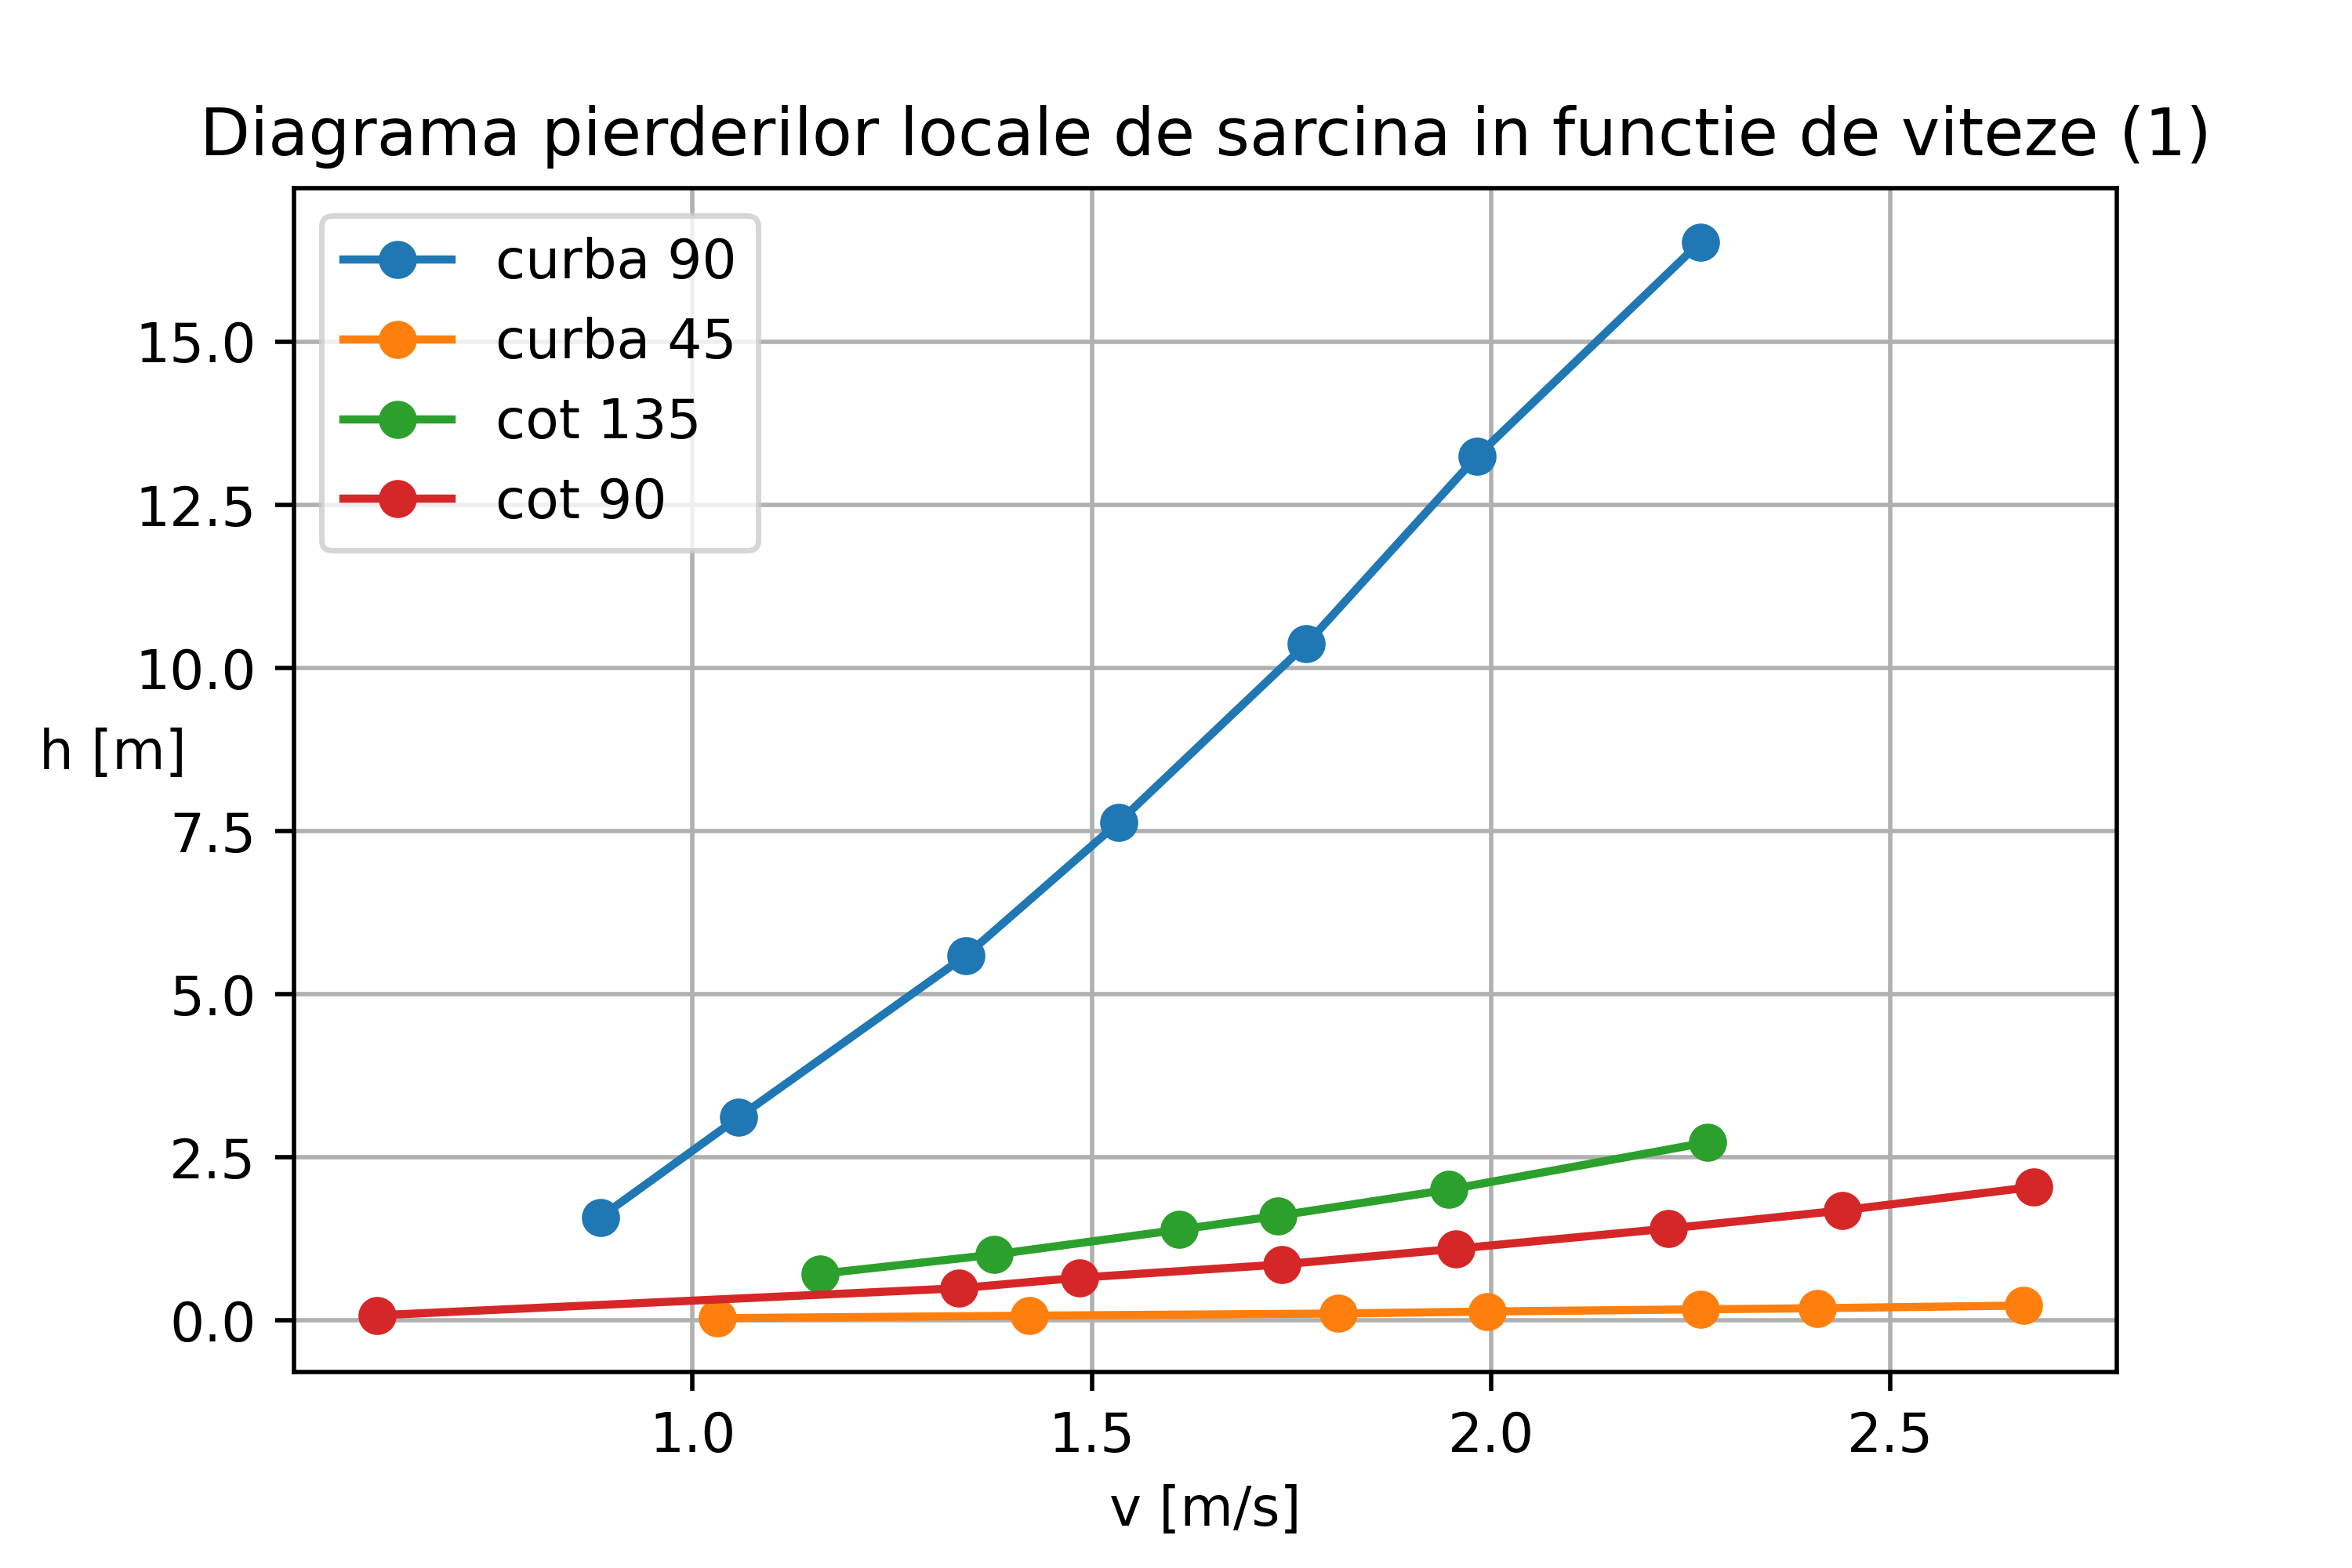 Diagrama pierderilor locale de sarcina in functie de viteze (1)
curba 90
curba 45
cot 135
cot 90
15.0
12.5
10.0
h [m]
7.5
5.0
2.5
0.0
1.0 1.5 2.0 2.5
v [m/s]